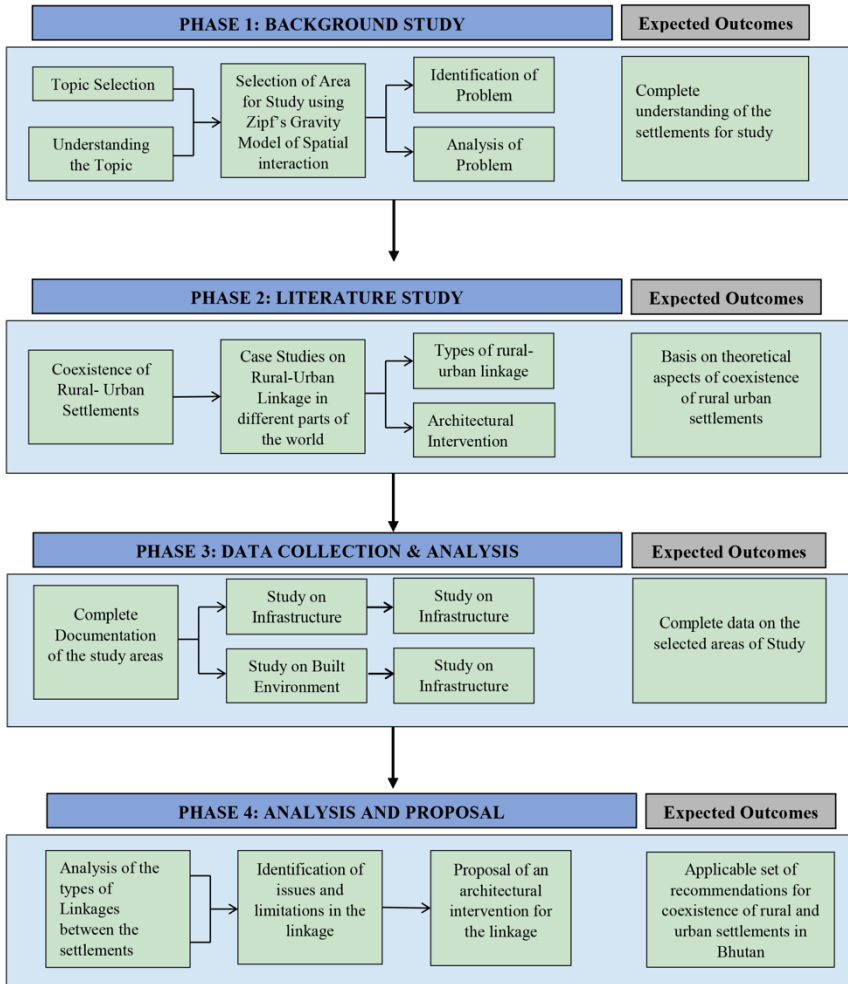 PHASE 1: BACKGROUND STUDY
Expected Outcomes
Topic Selection
Understanding
the Topic
Selection of Area
for Study using
Zipf's Gravity
Model of Spatial
interaction
Identification of
Problem
Analysis of
Problem
Complete
understanding of the
settlements for study
PHASE 2: LITERATURE STUDY
Expected Outcomes
Coexistence of
Rural- Urban
Settlements
Case Studies on
Rural-Urban
Linkage in
different parts of
the world
Types of rural-
urban linkage
Architectural
Intervention
Basis on theoretical
aspects of coexistence
of rural urban
settlements
PHASE 3: DATA COLLECTION & ANALYSIS
Expected Outcomes
Complete
Documentation
of the study areas
Study on
Infrastructure
Study on
Infrastructure
Study on Built
Environment
Study on
Infrastructure
Complete data on the
selected areas of Study
PHASE 4: ANALYSIS AND PROPOSAL
Expected Outcomes
Analysis of the
types of
Linkages
between the
settlements
Identification of
issues and
limitations in the
linkage
Proposal of an
architectural
intervention for
the linkage
Applicable set of
recommendations for
coexistence of rural and
urban settlements in
Bhutan